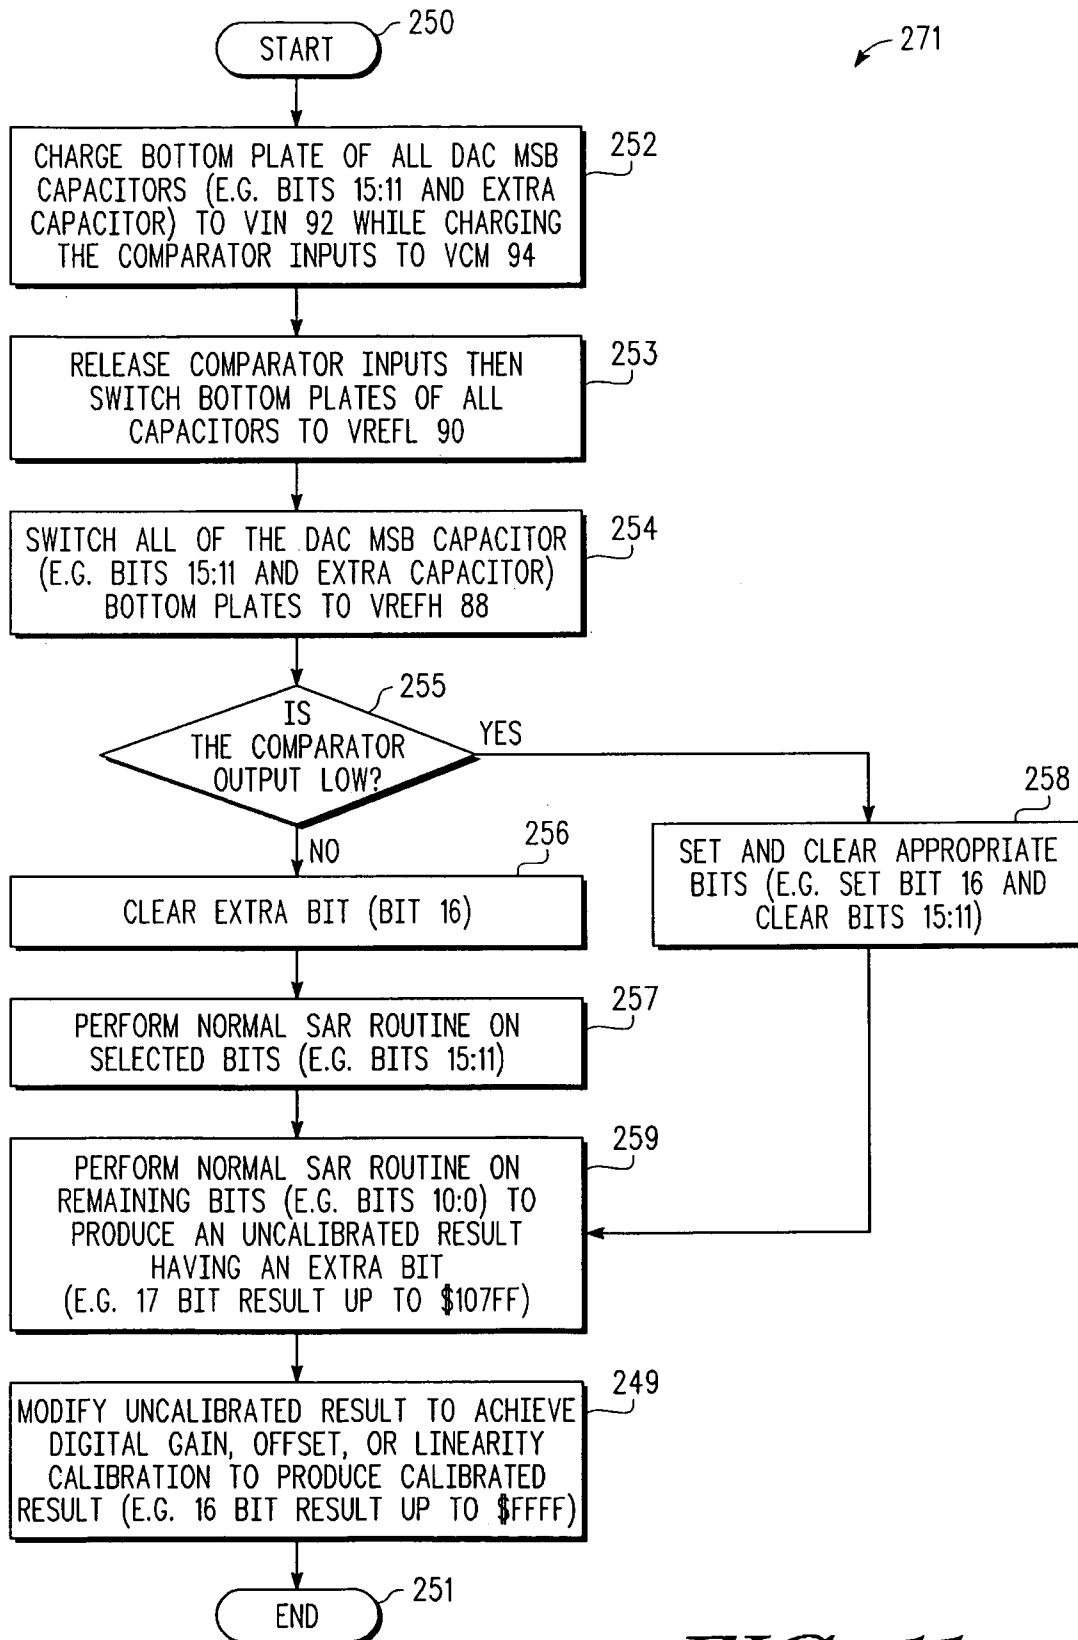 START
250
271
CHARGE BOTTOM PLATE OF ALL DAC MSB
CAPACITORS (E.G. BITS 15:11 AND EXTRA
CAPACITOR) TO VIN 92 WHILE CHARGING
THE COMPARATOR INPUTS TO VCM 94
252
RELEASE COMPARATOR INPUTS THEN
SWITCH BOTTOM PLATES OF ALL
CAPACITORS TO VREFL 90
253
SWITCH ALL OF THE DAC MSB CAPACITOR
(E.G. BITS 15:11 AND EXTRA CAPACITOR)
BOTTOM PLATES TO VREFH 88
254
IS
THE COMPARATOR
OUTPUT LOW?
255
YES
NO
CLEAR EXTRA BIT (BIT 16)
256
SET AND CLEAR APPROPRIATE
BITS (E.G. SET BIT 16 AND
CLEAR BITS 15:11)
258
PERFORM NORMAL SAR ROUTINE ON
SELECTED BITS (E.G. BITS 15:11)
257
PERFORM NORMAL SAR ROUTINE ON
REMAINING BITS (E.G. BITS 10:0) TO
PRODUCE AN UNCALIBRATED RESULT
HAVING AN EXTRA BIT
(E.G. 17 BIT RESULT UP TO $107FF)
259
MODIFY UNCALIBRATED RESULT TO ACHIEVE
DIGITAL GAIN, OFFSET, OR LINEARITY
CALIBRATION TO PRODUCE CALIBRATED
RESULT (E.G. 16 BIT RESULT UP TO $FFFF)
249
END
251